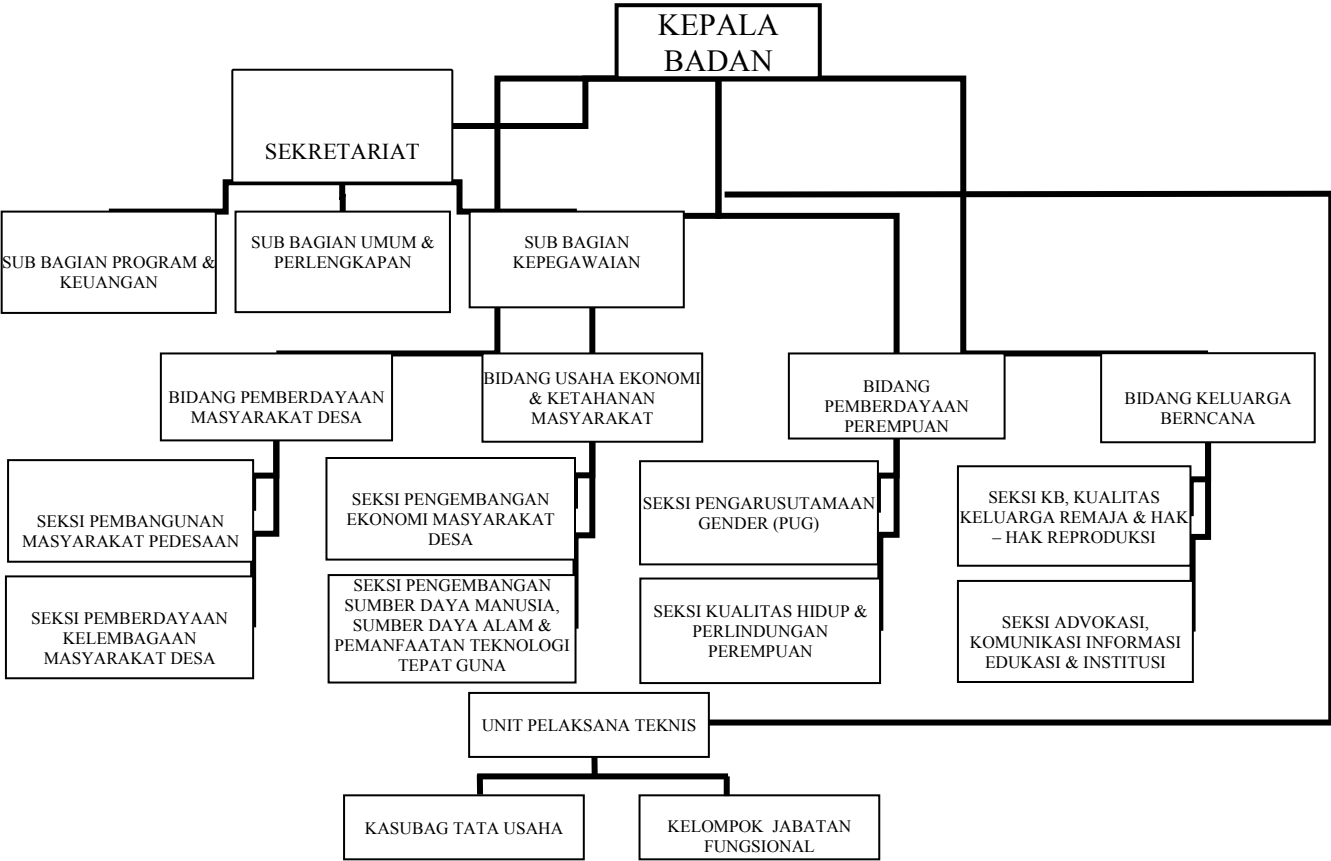 KEPALA
BADAN
SEKRETARIAT
SUB BAGIAN PROGRAM &
KEUANGAN
SUB BAGIAN UMUM &
PERLENGKAPAN
SUB BAGIAN
KEPEGAWAIAN
BIDANG PEMBERDAYAAN
MASYARAKAT DESA
BIDANG USAHA EKONOMI
& KETAHANAN
MASYARAKAT
BIDANG
PEMBERDAYAAN
PEREMPUAN
BIDANG KELUARGA
BERNCANA
SEKSI PEMBANGUNAN
MASYARAKAT PEDESAAN
SEKSI PENGEMBANGAN
EKONOMI MASYARAKAT
DESA
SEKSI PENGARUSUTAMAAN
GENDER (PUG)
SEKSI KB, KUALITAS
KELUARGA REMAJA & HAK
– HAK REPRODUKSI
SEKSI PEMBERDAYAAN
KELEMBAGAAN
MASYARAKAT DESA
SEKSI PENGEMBANGAN
SUMBER DAYA MANUSIA,
SUMBER DAYA ALAM &
PEMANFAATAN TEKNOLOGI
TEPAT GUNA
SEKSI KUALITAS HIDUP &
PERLINDUNGAN
PEREMPUAN
SEKSI ADVOKASI,
KOMUNIKASI INFORMASI
EDUKASI & INSTITUSI
UNIT PELAKSANA TEKNIS
KASUBAG TATA USAHA
KELOMPOK JABATAN
FUNGSIONAL